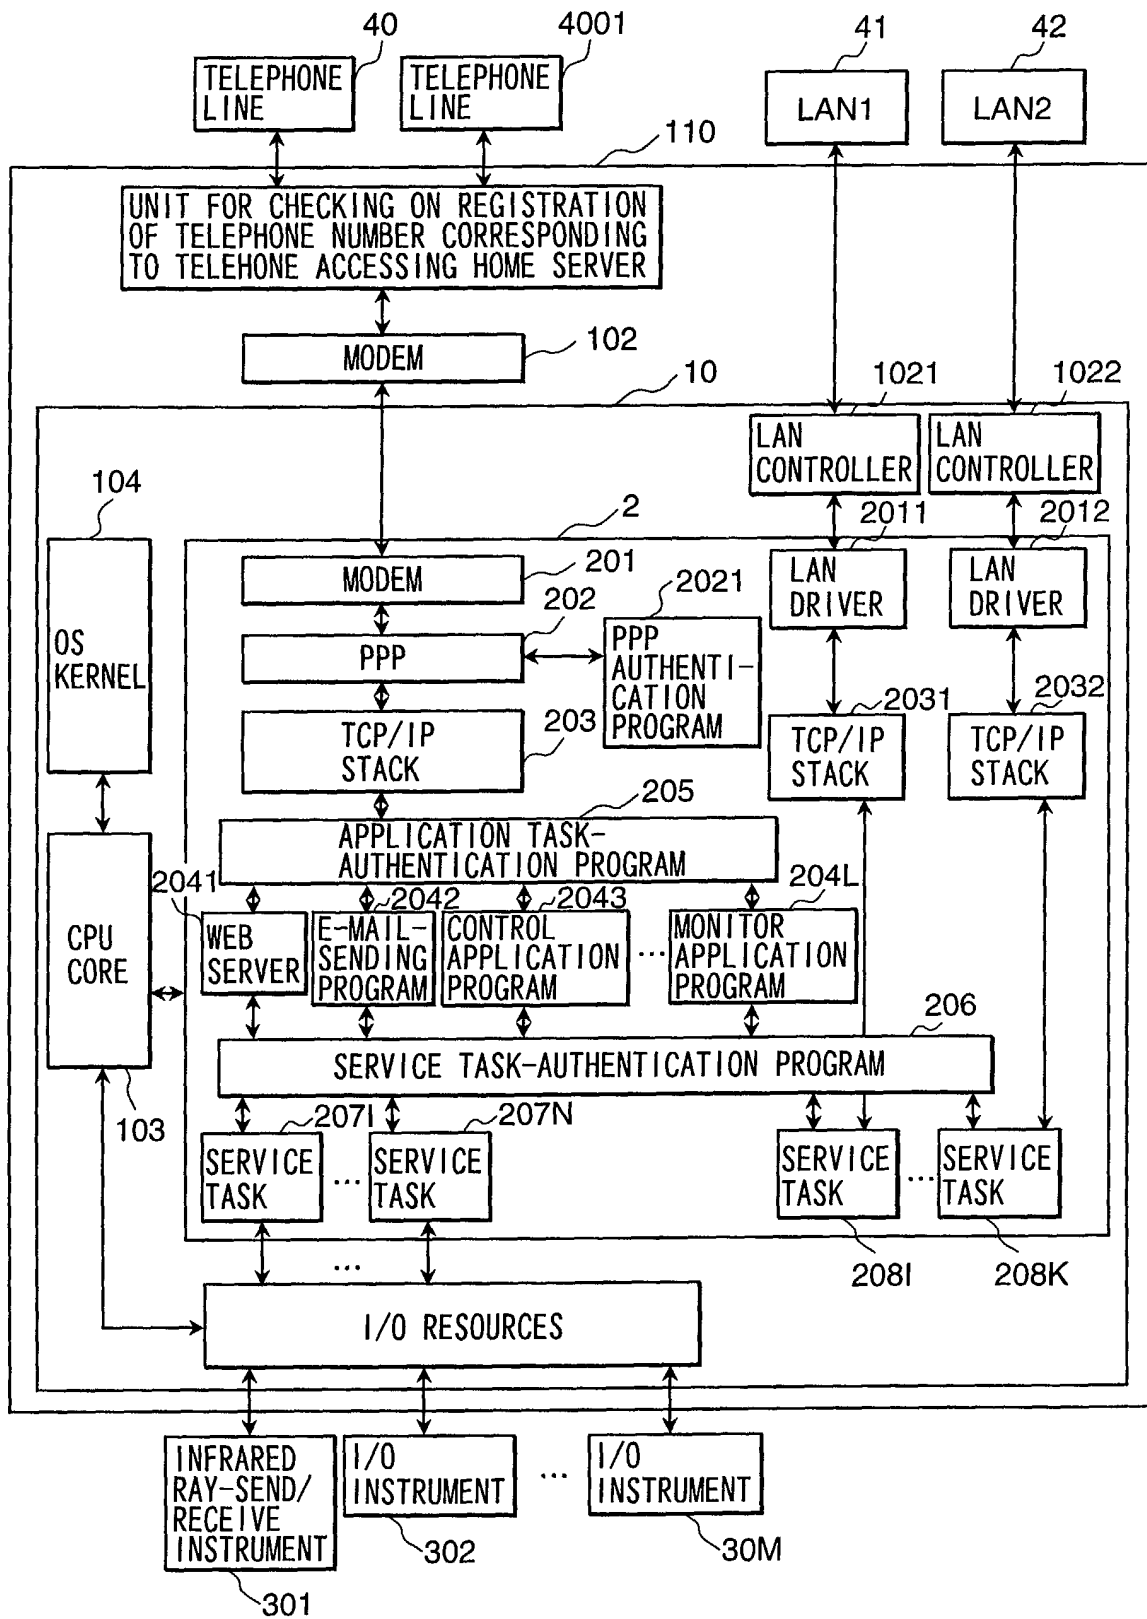 40
4001
41
42
TELEPHONE
LINE
TELEPHONE
LINE
LAN1
LAN2
110
UNIT FOR CHECKING ON REGISTRATION
OF TELEPHONE NUMBER CORRESPONDING
TO TELEHONE ACCESSING HOME SERVER
102
MODEM
10
1021
1022
LAN
CONTROLLER
LAN
CONTROLLER
104
2
2011
2012
OS
KERNEL
MODEM
201
LAN
DRIVER
LAN
DRIVER
202
2021
PPP
PPP
AUTHENTI-
CATION
PROGRAM
203
TCP/IP
STACK
2031
2032
TCP/IP
STACK
TCP/IP
STACK
205
APPLICATION TASK-
AUTHENTICATION PROGRAM
CPU
CORE
2041
2042
2043
204L
WEB
SERVER
E-MAIL-
SENDING
PROGRAM
CONTROL
APPLICATION
PROGRAM
...
MONITOR
APPLICATION
PROGRAM
206
SERVICE TASK-AUTHENTICATION PROGRAM
103
207I
207N
SERVICE
TASK
...
SERVICE
TASK
SERVICE
TASK
...
SERVICE
TASK
208I
208K
...
I/O RESOURCES
INFRARED
RAY-SEND/
RECEIVE
INSTRUMENT
I/O
INSTRUMENT
...
I/O
INSTRUMENT
301
302
30M